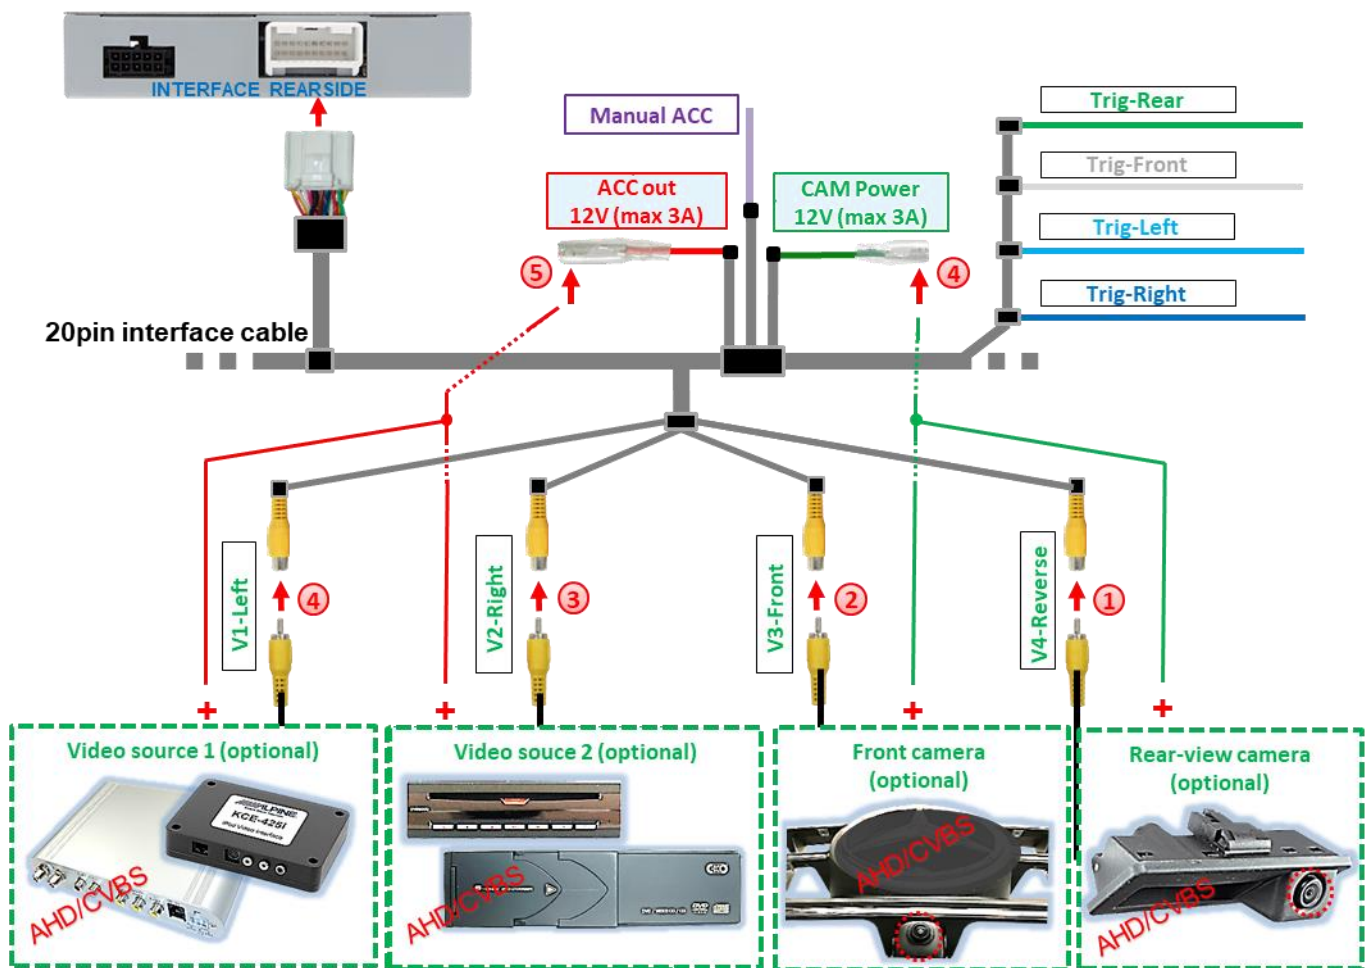 INTERFACE REARSIDE
Manual ACC
Trig-Rear
Trig-Front
Trig-Left
Trig-Right
ACC out
12V (max 3A)
CAM Power
12V (max 3A)
5
4
20pin interface cable
V1-Left
4
V2-Right
3
V3-Front
2
V4-Reverse
1
+
+
+
+
Video source 1 (optional)
ALPINE
KCE-425i
iPod Video Interface
AHD/CVBS
Video souce 2 (optional)
AHD/CVBS
Front camera
(optional)
AHD/CVBS
Rear-view camera
(optional)
AHD/CVBS